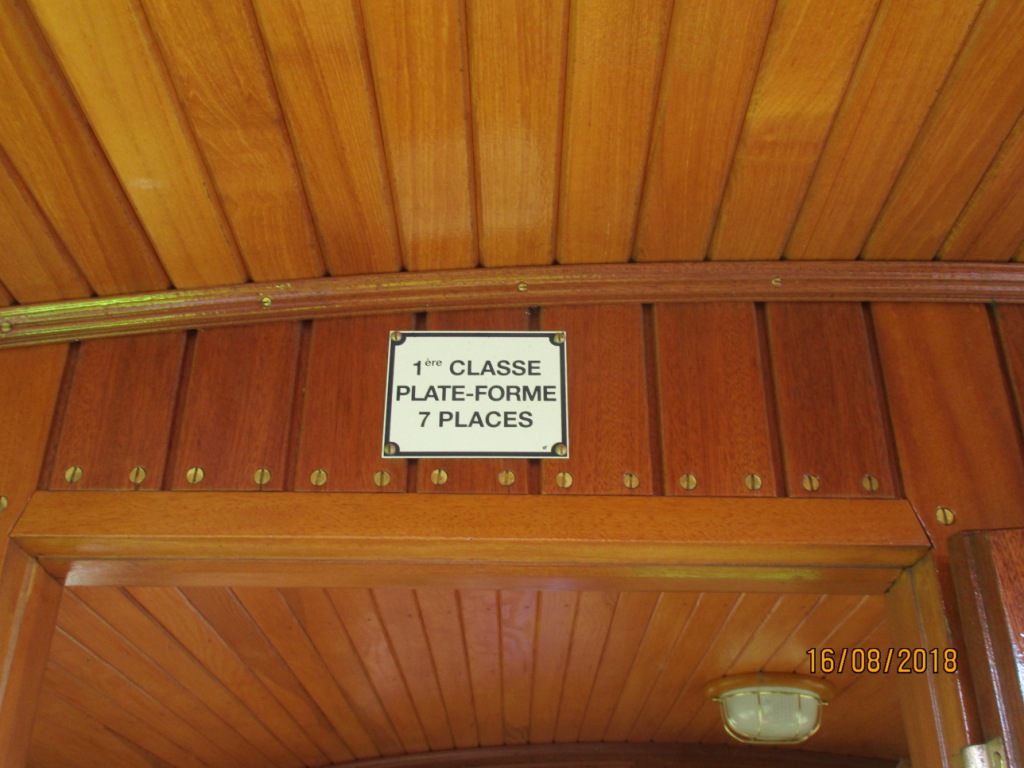 1ère CLASSE
PLATE-FORME
7 PLACES
16/08/2018